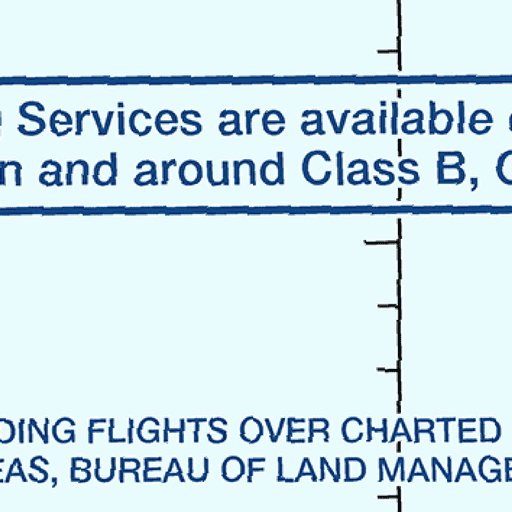 Services are available
n and around Class B, C
DING FLIGHTS OVER CHARTED
EAS, BUREAU OF LAND MANAGE